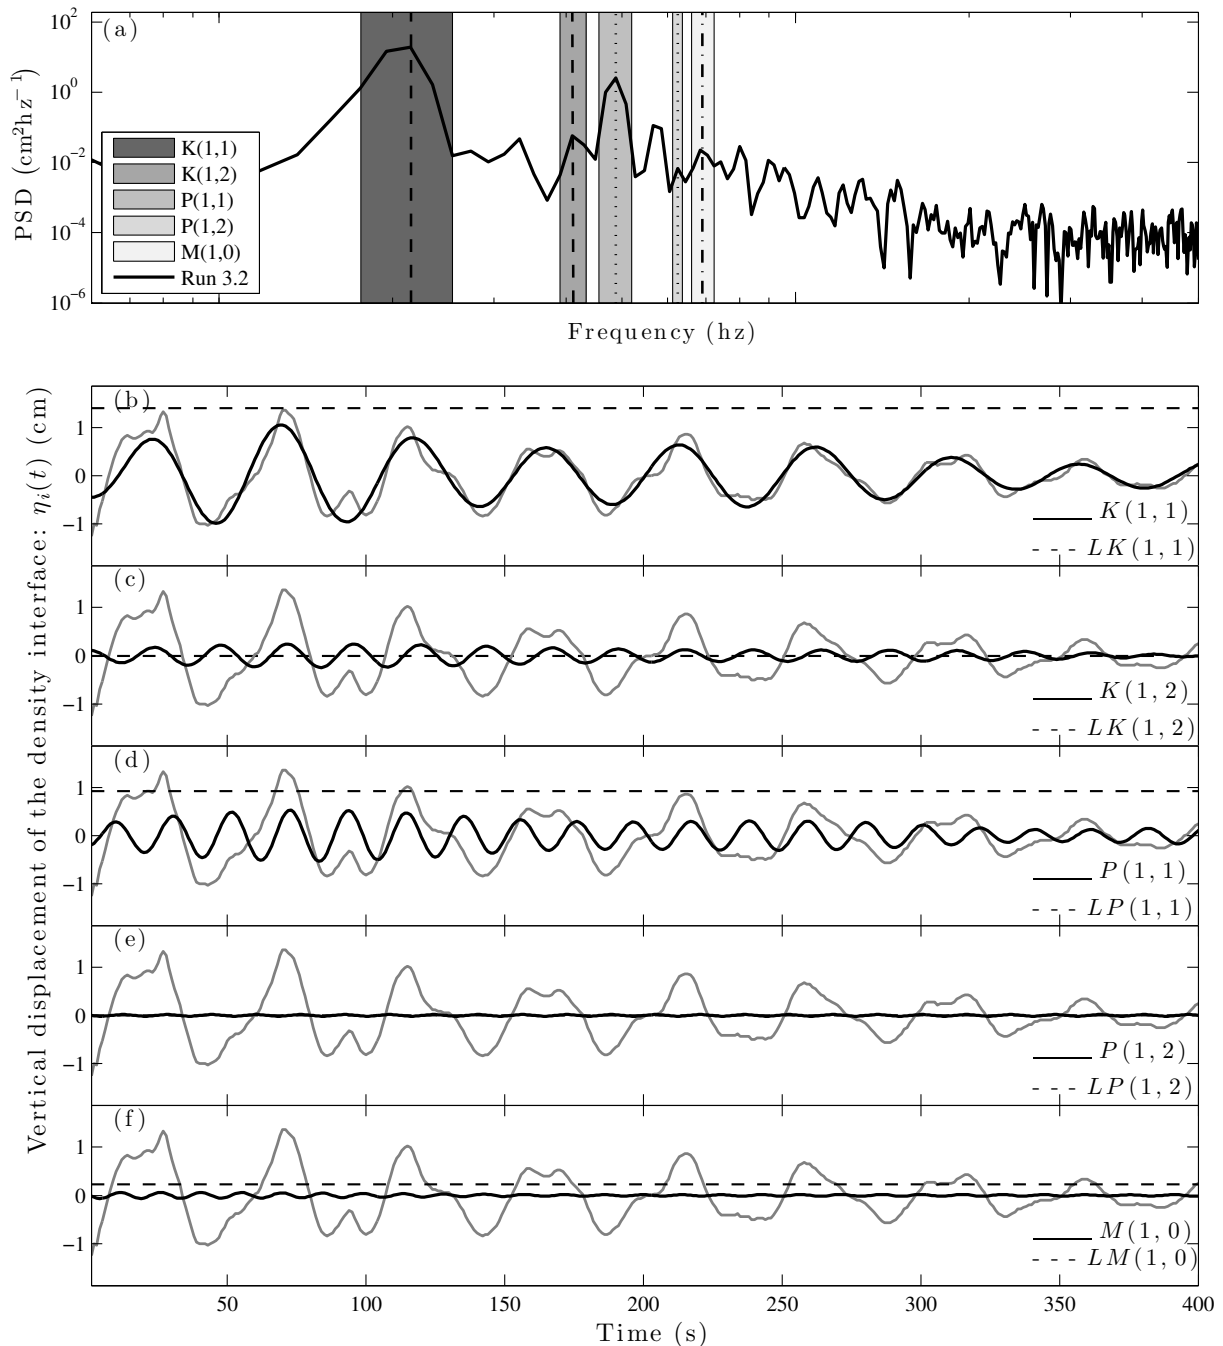 (a)
PSD (cm²hz⁻¹)
10²
10⁰
10⁻²
10⁻⁴
10⁻⁶
K(1,1)
K(1,2)
P(1,1)
P(1,2)
M(1,0)
Run 3.2
Frequency (hz)
Vertical displacement of the density interface: ηᵢ(t) (cm)
(b)
1
0
−1
K(1,1)
LK(1,1)
(c)
1
0
−1
K(1,2)
LK(1,2)
(d)
1
0
−1
P(1,1)
LP(1,1)
(e)
1
0
−1
P(1,2)
LP(1,2)
(f)
1
0
−1
M(1,0)
LM(1,0)
50 100 150 200 250 300 350 400
Time (s)